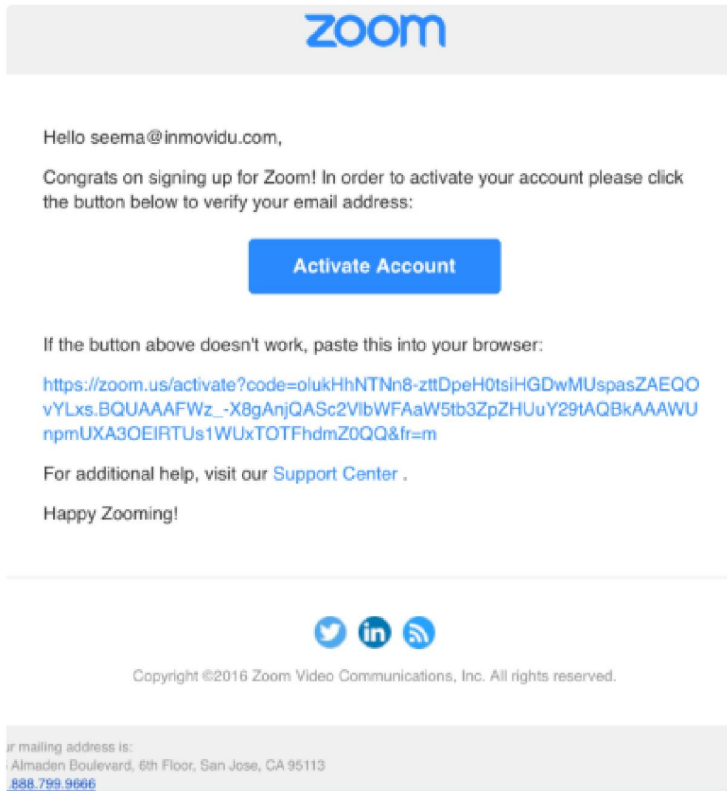 zoom
Hello seema@inmovidu.com,
Congrats on signing up for Zoom! In order to activate your account please click
the button below to verify your email address:
Activate Account
If the button above doesn't work, paste this into your browser:
https://zoom.us/activate?code=olukHhNTNn8-zttDpeH0tsiHGDwMUspasZAEQO
vYLxs.BQUAAAFWz_-X8gAnjQASc2VlbWFAaW5tb3ZpZHUuY29tAQBkAAAWU
npmUXA3OElRTUs1WUxTOTFhdmZ0QQ&fr=m
For additional help, visit our Support Center .
Happy Zooming!
in
Copyright ©2016 Zoom Video Communications, Inc. All rights reserved.
mailing address is:
Almaden Boulevard, 6th Floor, San Jose, CA 95113
.888.799.9666